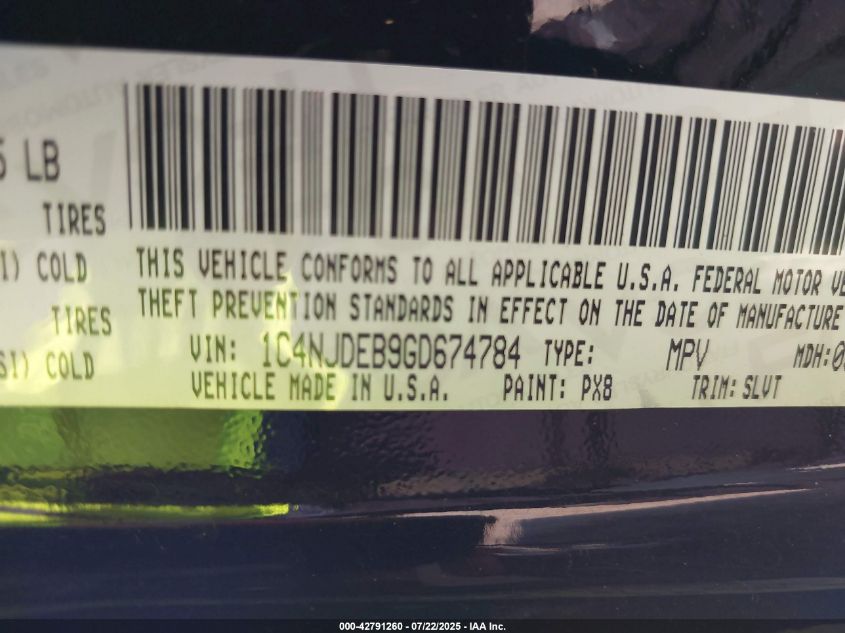 5 LB
TIRES
I) COLD
TIRES
SI) COLD
THIS VEHICLE CONFORMS TO ALL APPLICABLE U.S.A. FEDERAL MOTOR VE
THEFT PREVENTION STANDARDS IN EFFECT ON THE DATE OF MANUFACTURE
VIN: 1C4NJDEB9GD674784 TYPE: MPV MDH:0
VEHICLE MADE IN U.S.A. PAINT: PX8 TRIM: SLVT
000-42791260 - 07/22/2025 - IAA Inc.